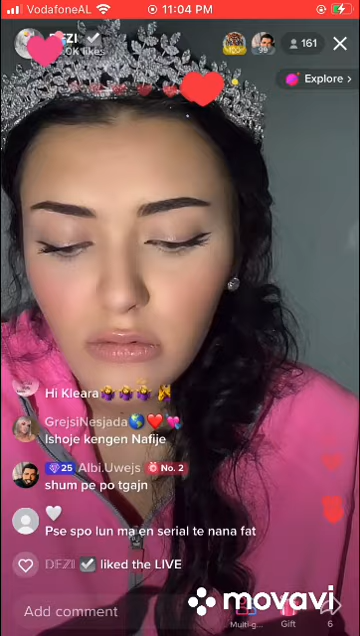 VodafoneAL
11:04 PM
161
99
Explore ›
Hi Kleara
GrejsiNesjada
Ishoje kengen Nafije
25 Albi.Uwejs No. 2
shum pe po tgajn
Pse spo lun ma en serial te nana fat
DEZI liked the LIVE
Add comment
Multi-g...
Gift
6
movavi